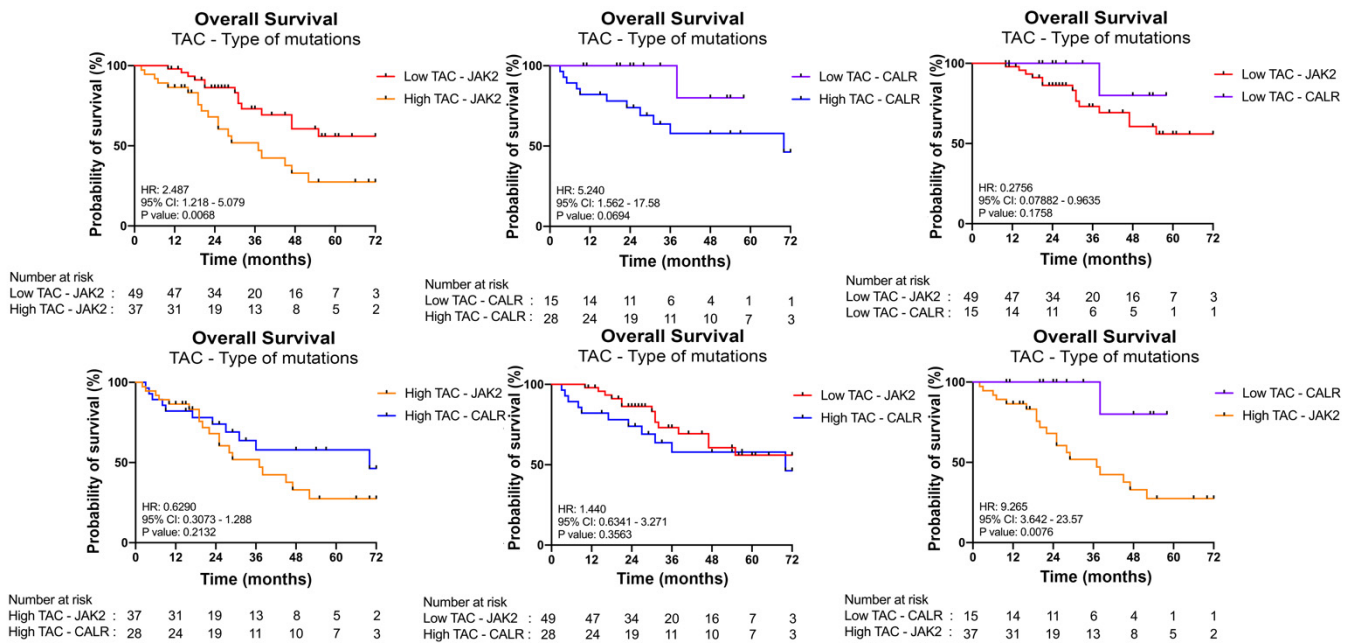 Overall Survival
TAC - Type of mutations
Probability of survival (%)
100
50
0
Low TAC - JAK2
High TAC - JAK2
HR: 2.487
95% CI: 1.218 - 5.079
P value: 0.0068
0 12 24 36 48 60 72
Time (months)
Number at risk
Low TAC - JAK2 : 49 47 34 20 16 7 3
High TAC - JAK2 : 37 31 19 13 8 5 2
Overall Survival
TAC - Type of mutations
Probability of survival (%)
100
50
0
Low TAC - CALR
High TAC - CALR
HR: 5.240
95% CI: 1.562 - 17.58
P value: 0.0694
0 12 24 36 48 60 72
Time (months)
Number at risk
Low TAC - CALR : 15 14 11 6 4 1 1
High TAC - CALR : 28 24 19 11 10 7 3
Overall Survival
TAC - Type of mutations
Probability of survival (%)
100
50
0
Low TAC - JAK2
Low TAC - CALR
HR: 0.2756
95% CI: 0.07882 - 0.9635
P value: 0.1758
0 12 24 36 48 60 72
Time (months)
Number at risk
Low TAC - JAK2 : 49 47 34 20 16 7 3
Low TAC - CALR : 15 14 11 6 5 1 1
Overall Survival
TAC - Type of mutations
Probability of survival (%)
100
50
0
High TAC - JAK2
High TAC - CALR
HR: 0.6290
95% CI: 0.3073 - 1.288
P value: 0.2132
0 12 24 36 48 60 72
Time (months)
Number at risk
High TAC - JAK2 : 37 31 19 13 8 5 2
High TAC - CALR : 28 24 19 11 10 7 3
Overall Survival
TAC - Type of mutations
Probability of survival (%)
100
50
0
Low TAC - JAK2
High TAC - CALR
HR: 1.440
95% CI: 0.6341 - 3.271
P value: 0.3563
0 12 24 36 48 60 72
Time (months)
Number at risk
Low TAC - JAK2 : 49 47 34 20 16 7 3
High TAC - CALR : 28 24 19 11 10 7 3
Overall Survival
TAC - Type of mutations
Probability of survival (%)
100
50
0
Low TAC - CALR
High TAC - JAK2
HR: 9.265
95% CI: 3.642 - 23.57
P value: 0.0076
0 12 24 36 48 60 72
Time (months)
Number at risk
Low TAC - CALR : 15 14 11 6 4 1 1
High TAC - JAK2 : 37 31 19 13 8 5 2